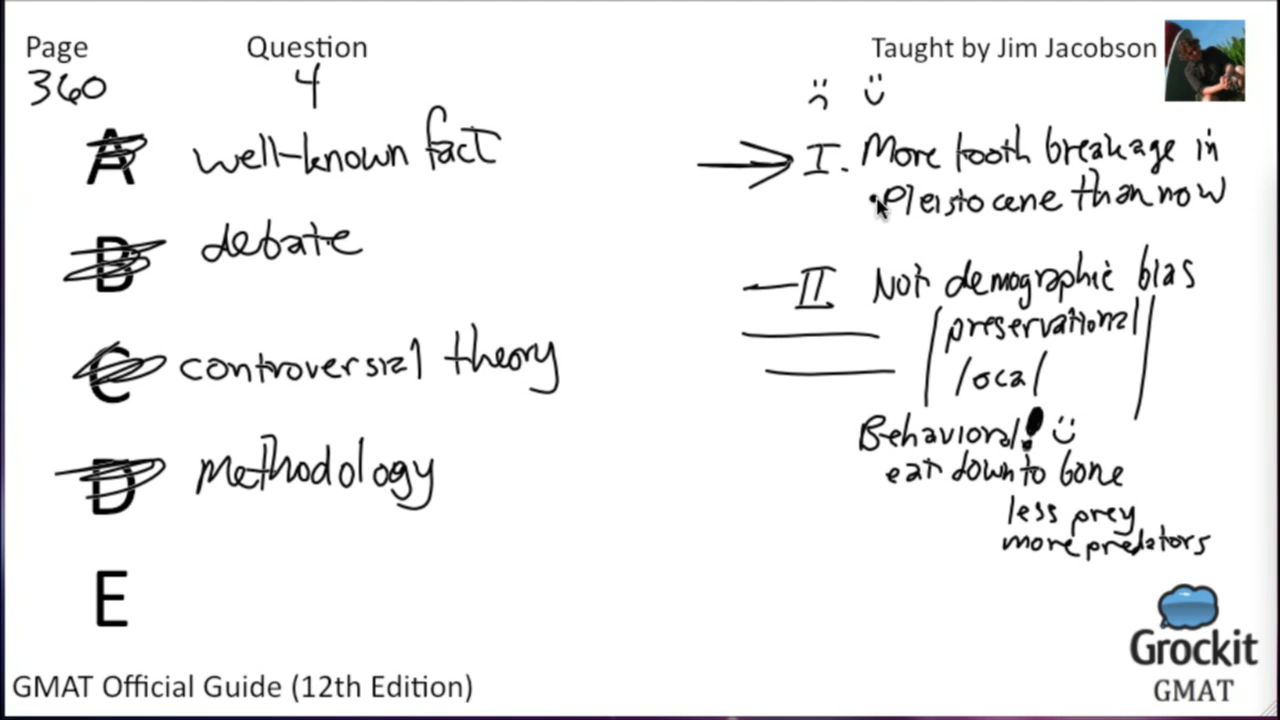 Page Question Taught by Jim Jacobson
360 4
A well-known fact
B debate
C controversial theory
D methodology
E
I. More tooth breakage in
Pleistocene than now
II Not demographic bias
preservational
local
Behavioral!
eat down to bone
less prey
more predators
Grockit
GMAT
GMAT Official Guide (12th Edition)